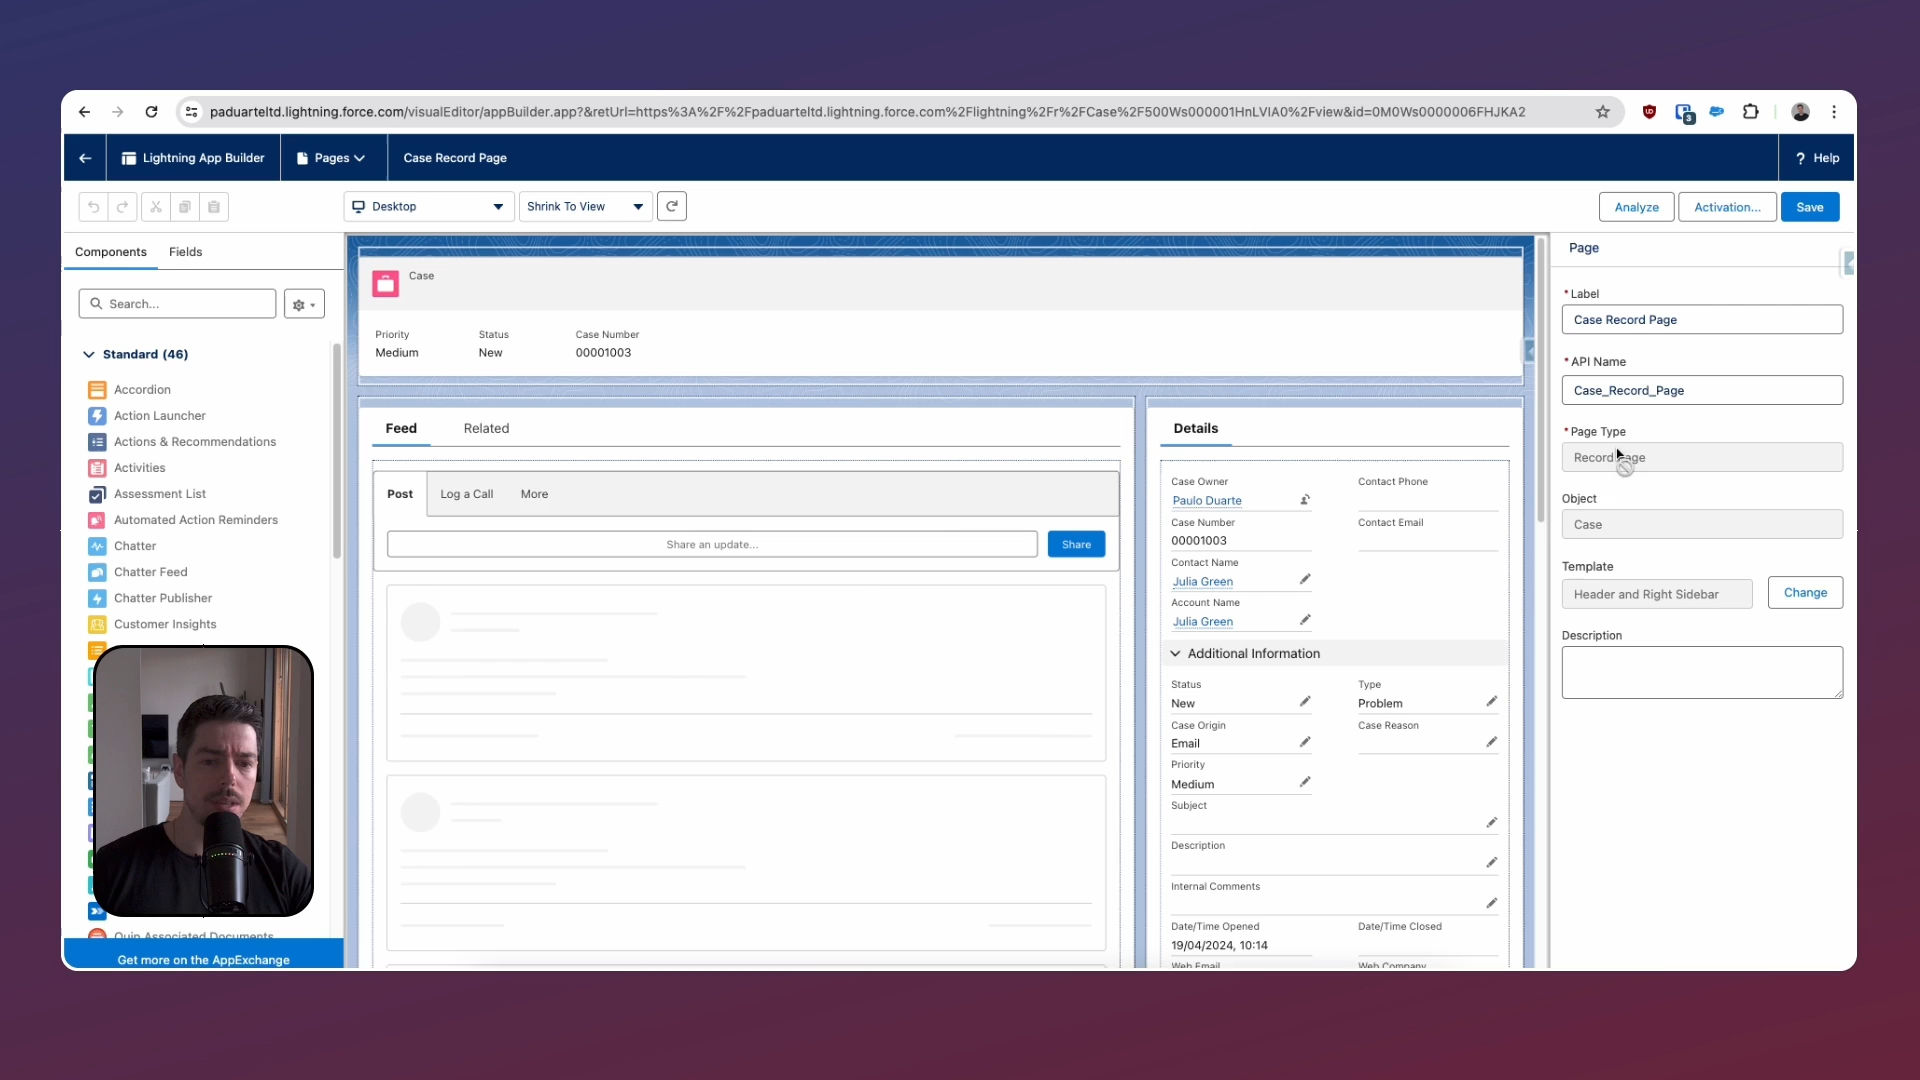 paduarteltd.lightning.force.com/visualEditor/appBuilder.app?&retUrl=https%3A%2F%2Fpaduarteltd.lightning.force.com%2Flightning%2Fr%2FCase%2F500Ws000001HnLVIA0%2Fview&id=0M0Ws0000006FHJKA2
3
Lightning App Builder
Pages
Case Record Page
? Help
Desktop
Shrink To View
Analyze
Activation...
Save
Components
Fields
Search...
Standard (46)
Accordion
Action Launcher
Actions & Recommendations
Activities
Assessment List
Automated Action Reminders
Chatter
Chatter Feed
Chatter Publisher
Customer Insights
Quip Associated Documents
Get more on the AppExchange
Case
Priority
Medium
Status
New
Case Number
00001003
Feed
Related
Post
Log a Call
More
Share an update...
Share
Details
Case Owner
Paulo Duarte
Contact Phone
Case Number
00001003
Contact Email
Contact Name
Julia Green
Account Name
Julia Green
Additional Information
Status
New
Type
Problem
Case Origin
Email
Case Reason
Priority
Medium
Subject
Description
Internal Comments
Date/Time Opened
19/04/2024, 10:14
Date/Time Closed
Web Email
Web Company
Page
* Label
Case Record Page
* API Name
Case_Record_Page
* Page Type
Record Page
Object
Case
Template
Header and Right Sidebar
Change
Description